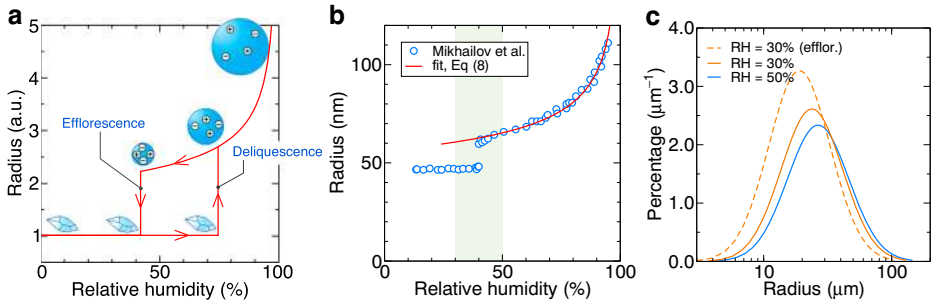 a
5
4
3
2
1
Radius (a.u.)
Efflorescence
Deliquescence
0
50
100
Relative humidity (%)
b
Mikhailov et al.
fit, Eq (8)
100
50
0
Radius (nm)
0
50
100
Relative humidity (%)
c
RH = 30% (efflor.)
RH = 30%
RH = 50%
4.0
3.0
2.0
1.0
0.0
Percentage (μm⁻¹)
10
100
Radius (μm)